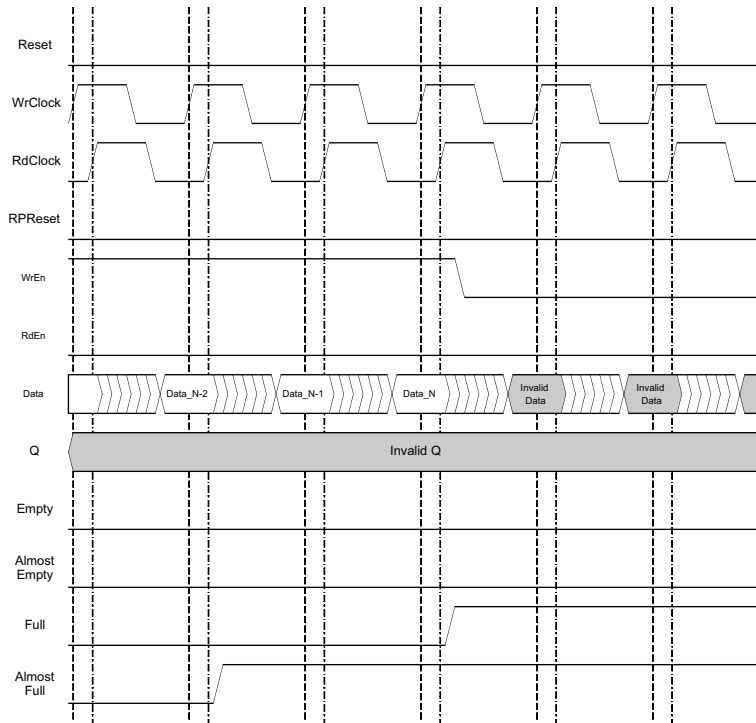 Reset
WrClock
RdClock
RPReset
WrEn
RdEn
Data
Data_N-2
Data_N-1
Data_N
Invalid
Data
Invalid
Data
Q
Invalid Q
Empty
Almost
Empty
Full
Almost
Full